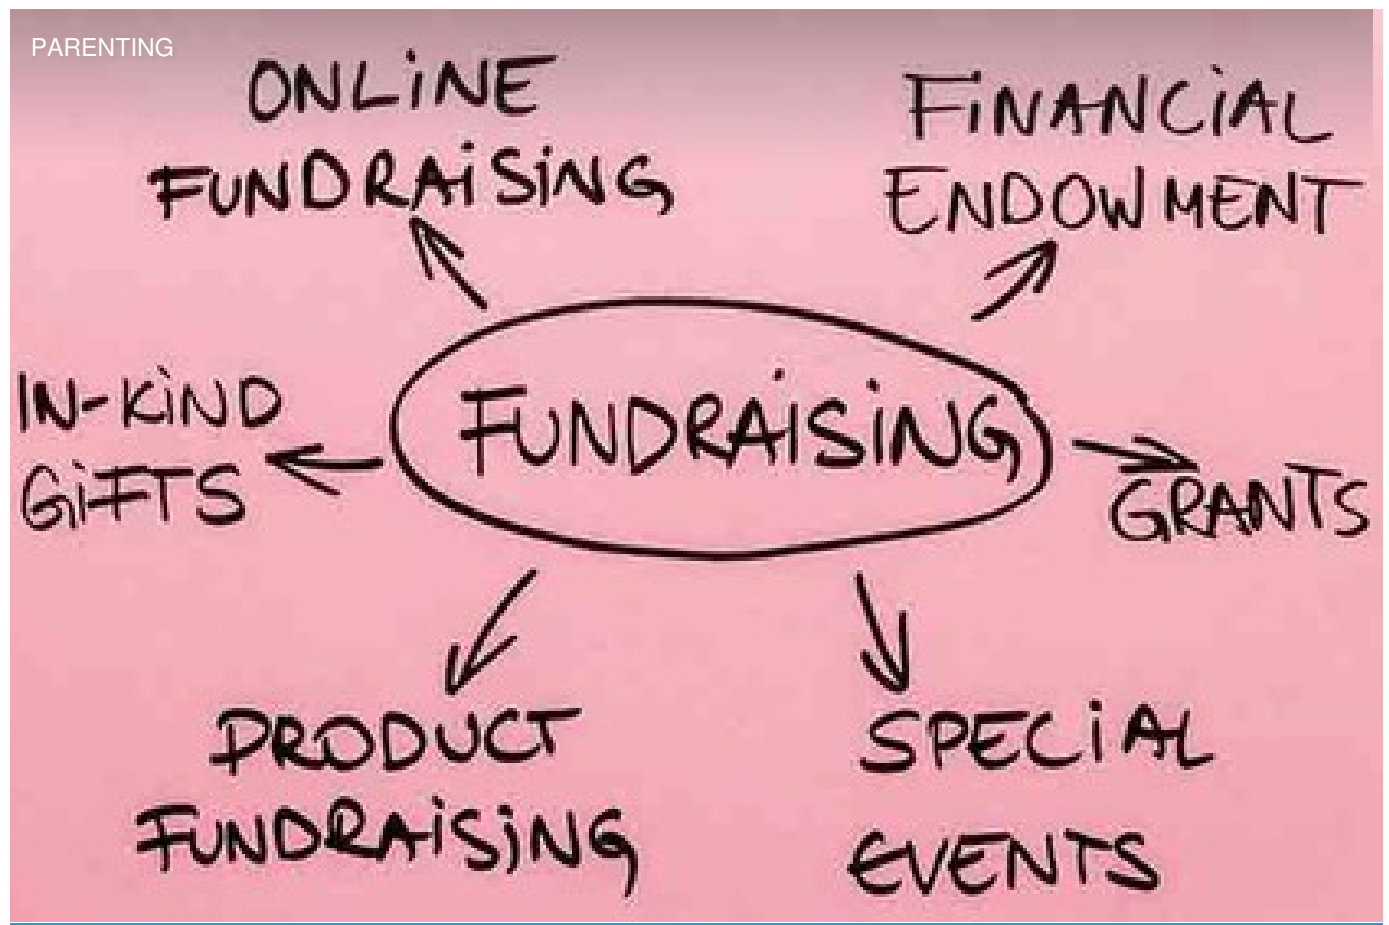 PARENTING
ONLINE
FUNDRAISING
FINANCIAL
ENDOWMENT
IN-KIND
GIFTS
FUNDRAISING
GRANTS
PRODUCT
FUNDRAISING
SPECIAL
EVENTS